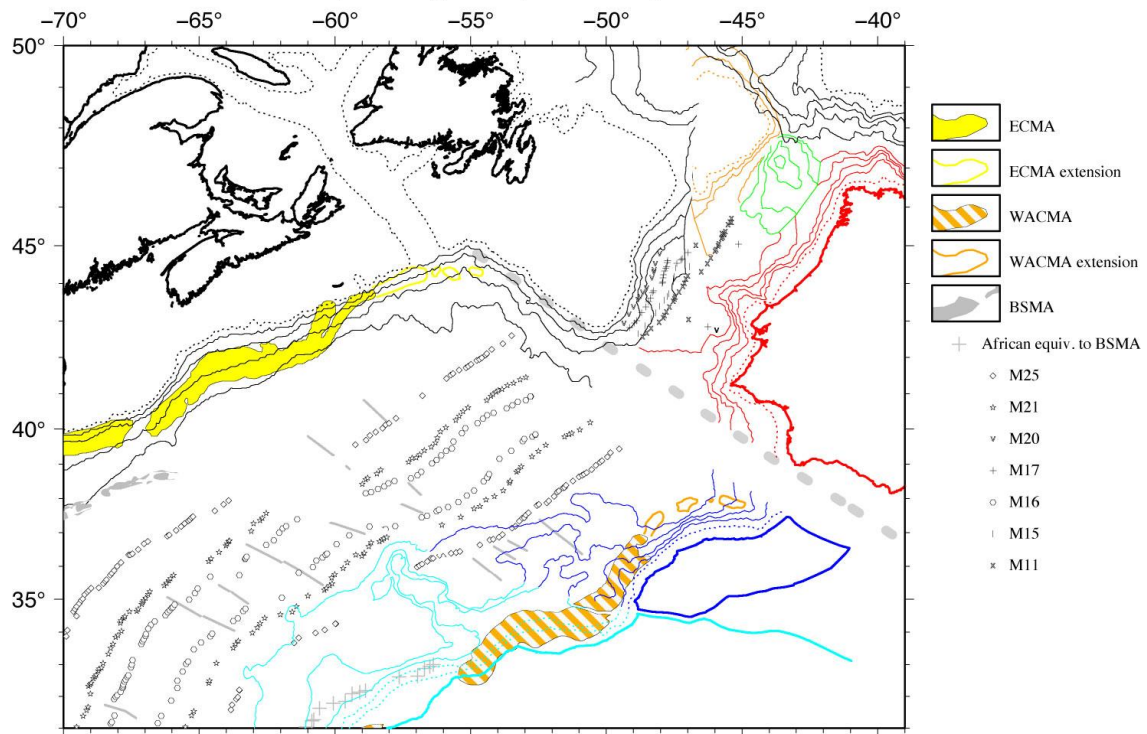 −70° −65° −60° −55° −50° −45° −40°
50°
45°
40°
35°
ECMA
ECMA extension
WACMA
WACMA extension
BSMA
African equiv. to BSMA
M25
M21
M20
M17
M16
M15
M11